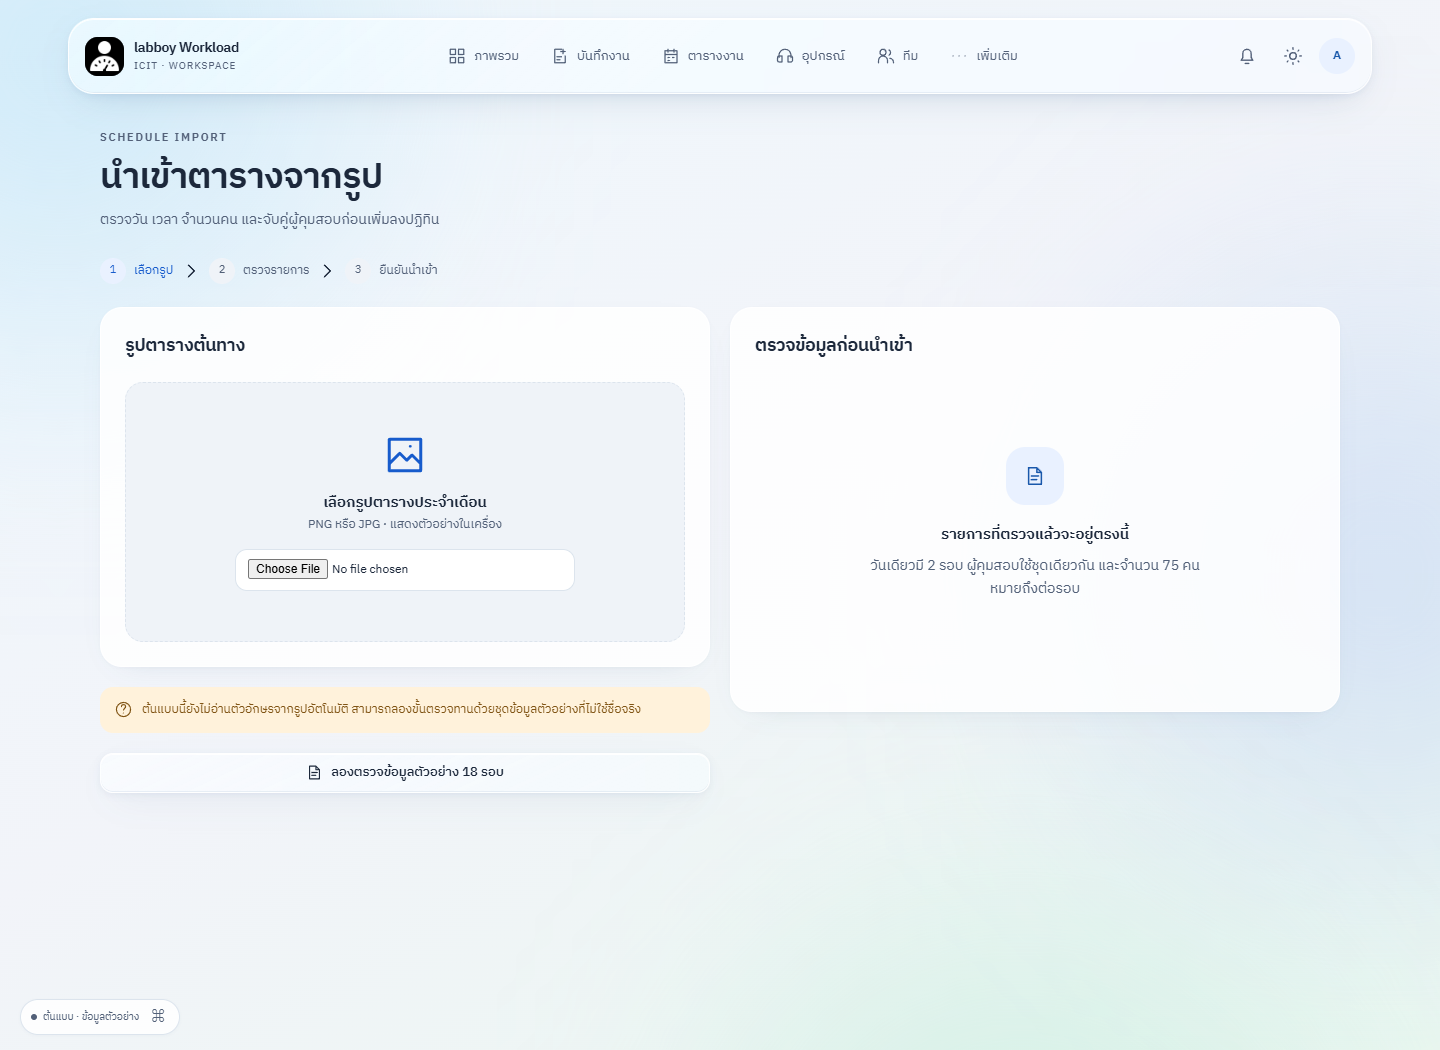 labboy Workload
ICIT · WORKSPACE
ภาพรวม
บันทึกงาน
ตารางงาน
อุปกรณ์
ทีม
··· เพิ่มเติม
A
SCHEDULE IMPORT
นำเข้าตารางจากรูป
ตรวจวัน เวลา จำนวนคน และจับคู่ผู้คุมสอบก่อนเพิ่มลงปฏิทิน
1 เลือกรูป
2 ตรวจรายการ
3 ยืนยันนำเข้า
รูปตารางต้นทาง
เลือกรูปตารางประจำเดือน
PNG หรือ JPG · แสดงตัวอย่างในเครื่อง
Choose File No file chosen
ต้นแบบนี้ยังไม่อ่านตัวอักษรจากรูปอัตโนมัติ สามารถลองขั้นตรวจทานด้วยชุดข้อมูลตัวอย่างที่ไม่ใช้ชื่อจริง
ลองตรวจข้อมูลตัวอย่าง 18 รอบ
ตรวจข้อมูลก่อนนำเข้า
รายการที่ตรวจแล้วจะอยู่ตรงนี้
วันเดียวมี 2 รอบ ผู้คุมสอบใช้ชุดเดียวกัน และจำนวน 75 คน
หมายถึงต่อรอบ
ต้นแบบ · ข้อมูลตัวอย่าง ⌘